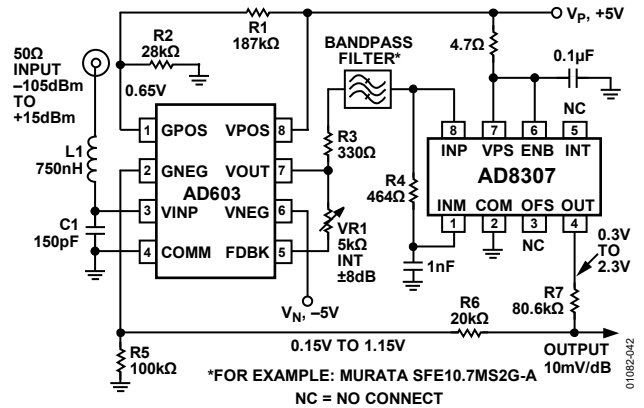 V_P, +5V
R1
187kΩ
R2
28kΩ
4.7Ω
0.1µF
50Ω
INPUT
–105dBm
TO
+15dBm
BANDPASS
FILTER*
0.65V
NC
R3
330Ω
L1
750nH
1 GPOS VPOS 8
2 GNEG VOUT 7
AD603
3 VINP VNEG 6
4 COMM FDBK 5
8 7 6 5
INP VPS ENB INT
AD8307
INM COM OFS OUT
1 2 3 4
R4
464Ω
C1
150pF
VR1
5kΩ
INT
±8dB
NC
1nF
0.3V
TO
2.3V
V_N, –5V
R7
80.6kΩ
R6
20kΩ
R5
100kΩ
0.15V TO 1.15V
OUTPUT
10mV/dB
*FOR EXAMPLE: MURATA SFE10.7MS2G-A
NC = NO CONNECT
01082-042